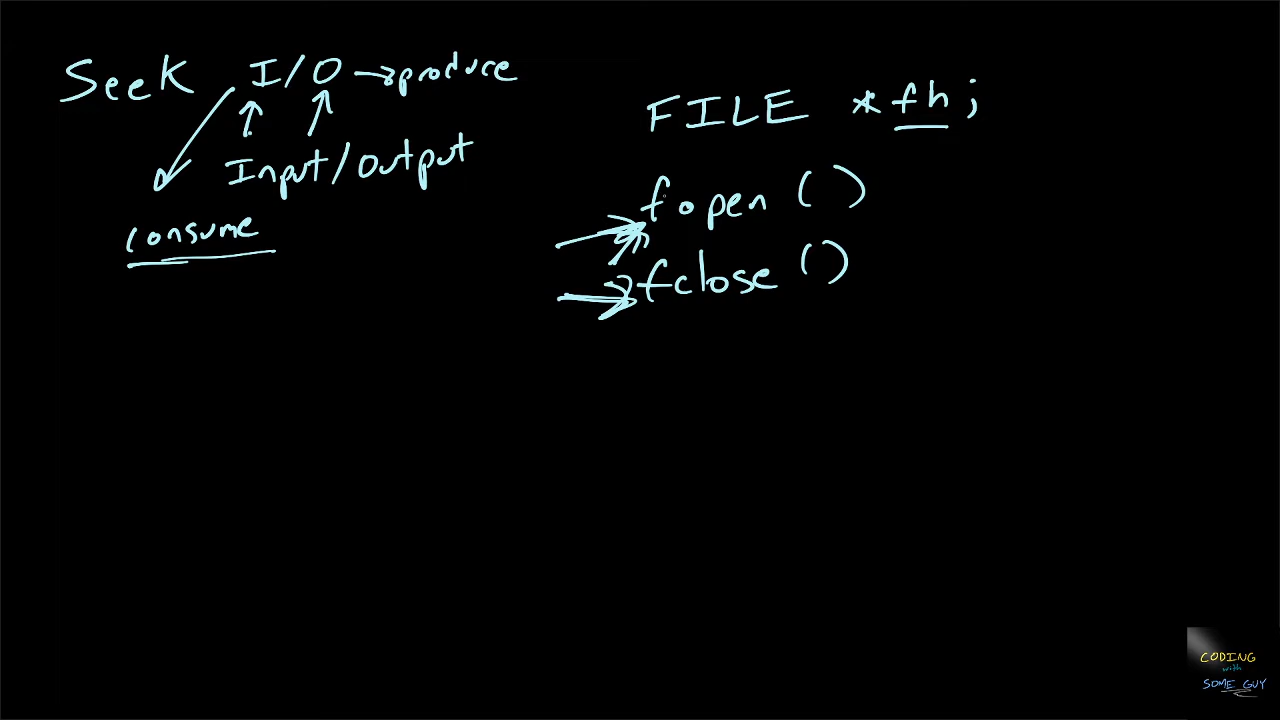 Seek I/O → produce
Input/Output
consume
FILE *fh;
fopen()
fclose()
CODING
with
SOME GUY